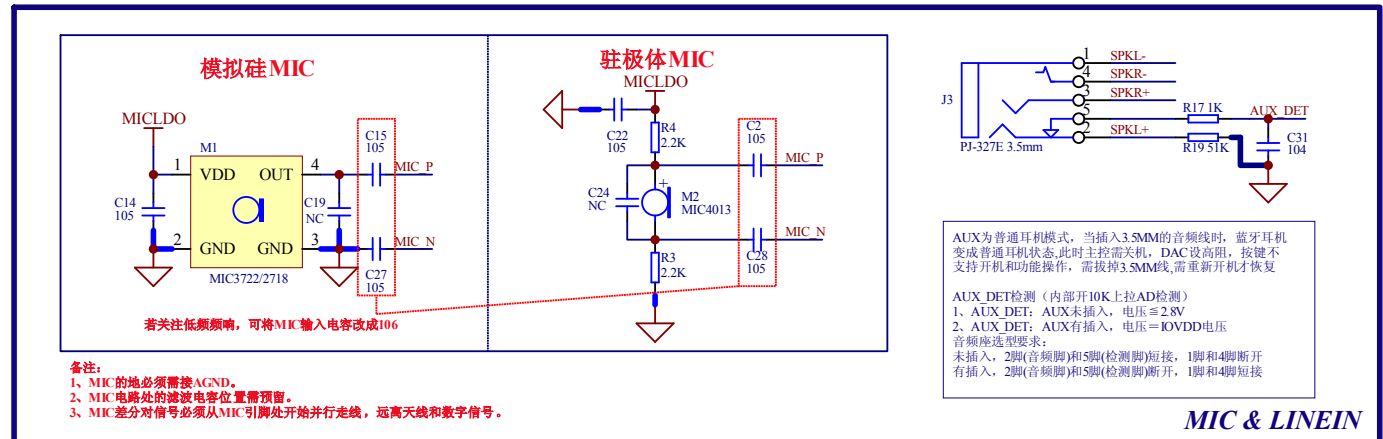 模拟硅MIC
MICLDO
M1
1
VDD
OUT
4
2
GND
GND
3
MIC3722/2718
C14
105
C19
NC
C15
105
MIC_P
C27
105
MIC_N
若关注低频频响，可将MIC输入电容改成106
驻极体MIC
MICLDO
C22
105
R4
2.2K
C2
105
MIC_P
C24
NC
+
M2
MIC4013
MIC_N
C28
105
R3
2.2K
备注：
1、MIC的地必须需接AGND。
2、MIC电路处的滤波电容位置需预留。
3、MIC差分对信号必须从MIC引脚处开始并行走线，远离天线和数字信号。
J3
1
SPKL-
4
SPKR-
3
SPKR+
5
2
SPKL+
PJ-327E 3.5mm
R17 1K
R19 51K
AUX_DET
C31
104
AUX为普通耳机模式，当插入3.5MM的音频线时，蓝牙耳机
变成普通耳机状态,此时主控需关机，DAC设高阻，按键不
支持开机和功能操作，需拔掉3.5MM线,需重新开机才恢复
AUX_DET检测（内部开10K上拉AD检测）
1、AUX_DET：AUX未插入，电压≦2.8V
2、AUX_DET：AUX有插入，电压＝IOVDD电压
音频座选型要求：
未插入，2脚(音频脚)和5脚(检测脚)短接，1脚和4脚断开
有插入，2脚(音频脚)和5脚(检测脚)断开，1脚和4脚短接
MIC & LINEIN